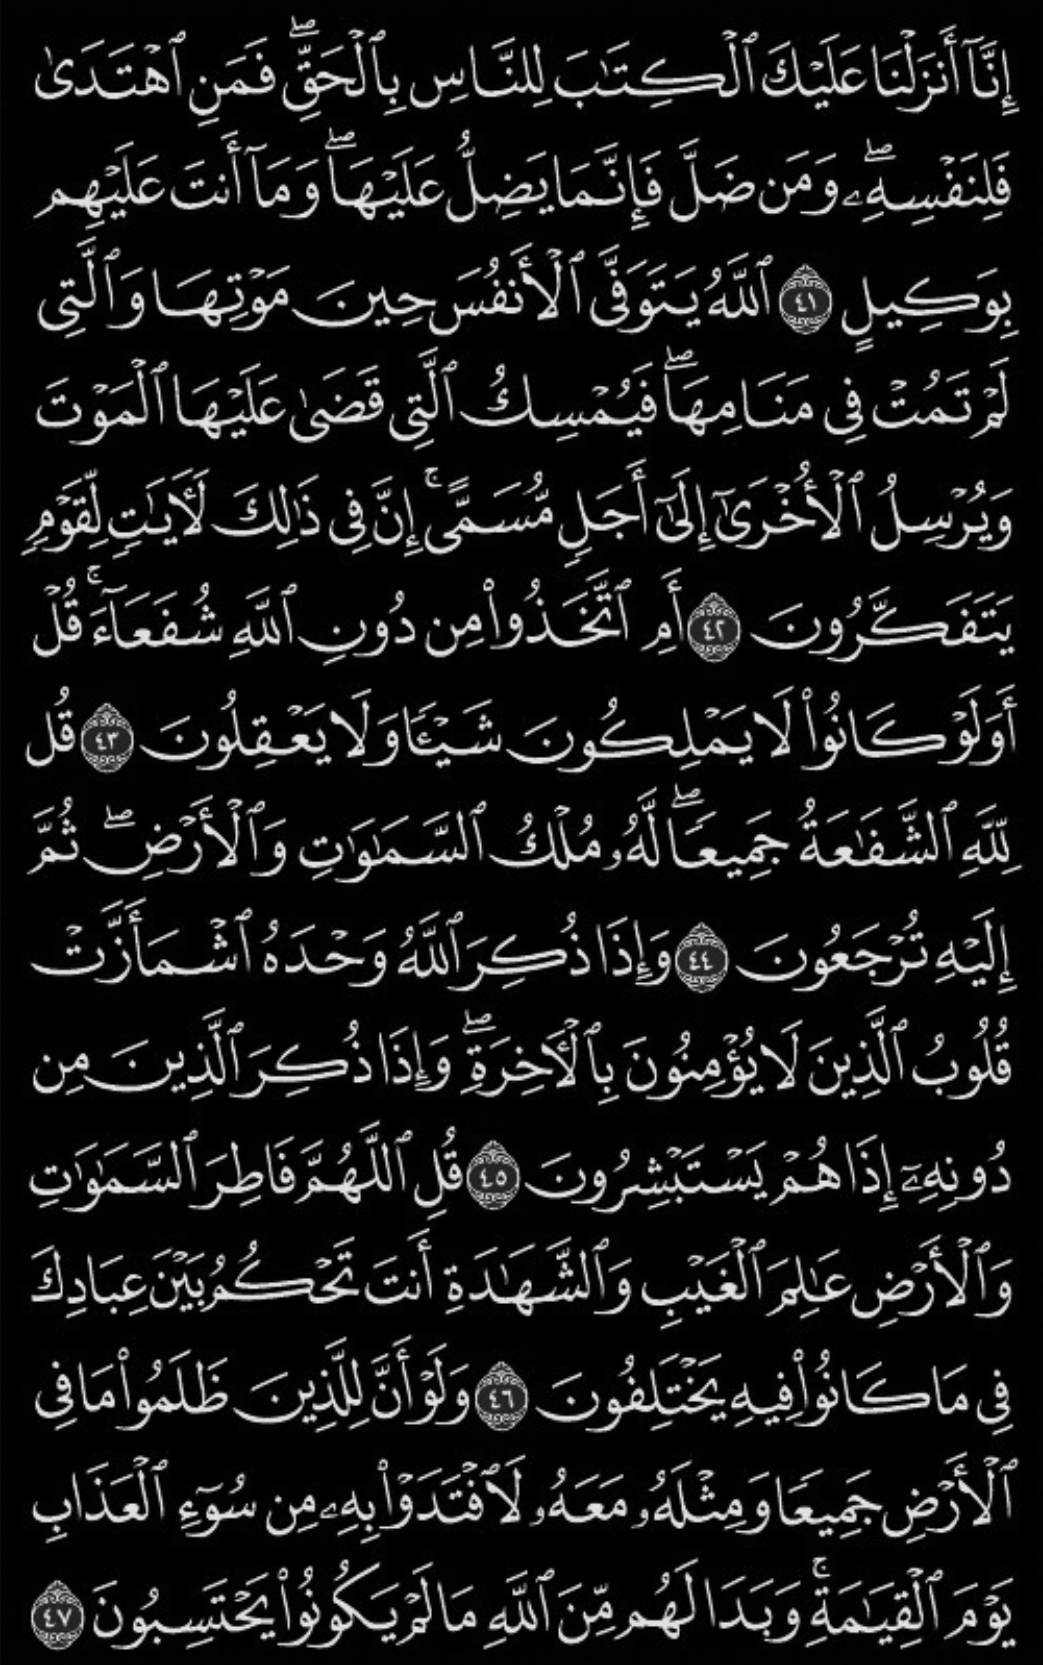 إِنَّآ أَنزَلۡنَا عَلَيۡكَ ٱلۡكِتَٰبَ لِلنَّاسِ بِٱلۡحَقِّۖ فَمَنِ ٱهۡتَدَىٰ
فَلِنَفۡسِهِۦۖ وَمَن ضَلَّ فَإِنَّمَا يَضِلُّ عَلَيۡهَاۖ وَمَآ أَنتَ عَلَيۡهِم
بِوَكِيلٍ ٤١ ٱللَّهُ يَتَوَفَّى ٱلۡأَنفُسَ حِينَ مَوۡتِهَا وَٱلَّتِي
لَمۡ تَمُتۡ فِي مَنَامِهَاۖ فَيُمۡسِكُ ٱلَّتِي قَضَىٰ عَلَيۡهَا ٱلۡمَوۡتَ
وَيُرۡسِلُ ٱلۡأُخۡرَىٰٓ إِلَىٰٓ أَجَلٖ مُّسَمًّىۚ إِنَّ فِي ذَٰلِكَ لَأٓيَٰتٖ لِّقَوۡمٖ
يَتَفَكَّرُونَ ٤٢ أَمِ ٱتَّخَذُواْ مِن دُونِ ٱللَّهِ شُفَعَآءَۚ قُلۡ
أَوَلَوۡ كَانُواْ لَا يَمۡلِكُونَ شَيۡـٔٗا وَلَا يَعۡقِلُونَ ٤٣ قُل
لِّلَّهِ ٱلشَّفَٰعَةُ جَمِيعٗاۖ لَّهُۥ مُلۡكُ ٱلسَّمَٰوَٰتِ وَٱلۡأَرۡضِۖ ثُمَّ
إِلَيۡهِ تُرۡجَعُونَ ٤٤ وَإِذَا ذُكِرَ ٱللَّهُ وَحۡدَهُ ٱشۡمَأَزَّتۡ
قُلُوبُ ٱلَّذِينَ لَا يُؤۡمِنُونَ بِٱلۡأٓخِرَةِۖ وَإِذَا ذُكِرَ ٱلَّذِينَ مِن
دُونِهِۦٓ إِذَا هُمۡ يَسۡتَبۡشِرُونَ ٤٥ قُلِ ٱللَّهُمَّ فَاطِرَ ٱلسَّمَٰوَٰتِ
وَٱلۡأَرۡضِ عَٰلِمَ ٱلۡغَيۡبِ وَٱلشَّهَٰدَةِ أَنتَ تَحۡكُمُ بَيۡنَ عِبَادِكَ
فِي مَا كَانُواْ فِيهِ يَخۡتَلِفُونَ ٤٦ وَلَوۡ أَنَّ لِلَّذِينَ ظَلَمُواْ مَا فِي
ٱلۡأَرۡضِ جَمِيعٗا وَمِثۡلَهُۥ مَعَهُۥ لَٱفۡتَدَوۡاْ بِهِۦ مِن سُوٓءِ ٱلۡعَذَابِ
يَوۡمَ ٱلۡقِيَٰمَةِۚ وَبَدَا لَهُم مِّنَ ٱللَّهِ مَا لَمۡ يَكُونُواْ يَحۡتَسِبُونَ ٤٧